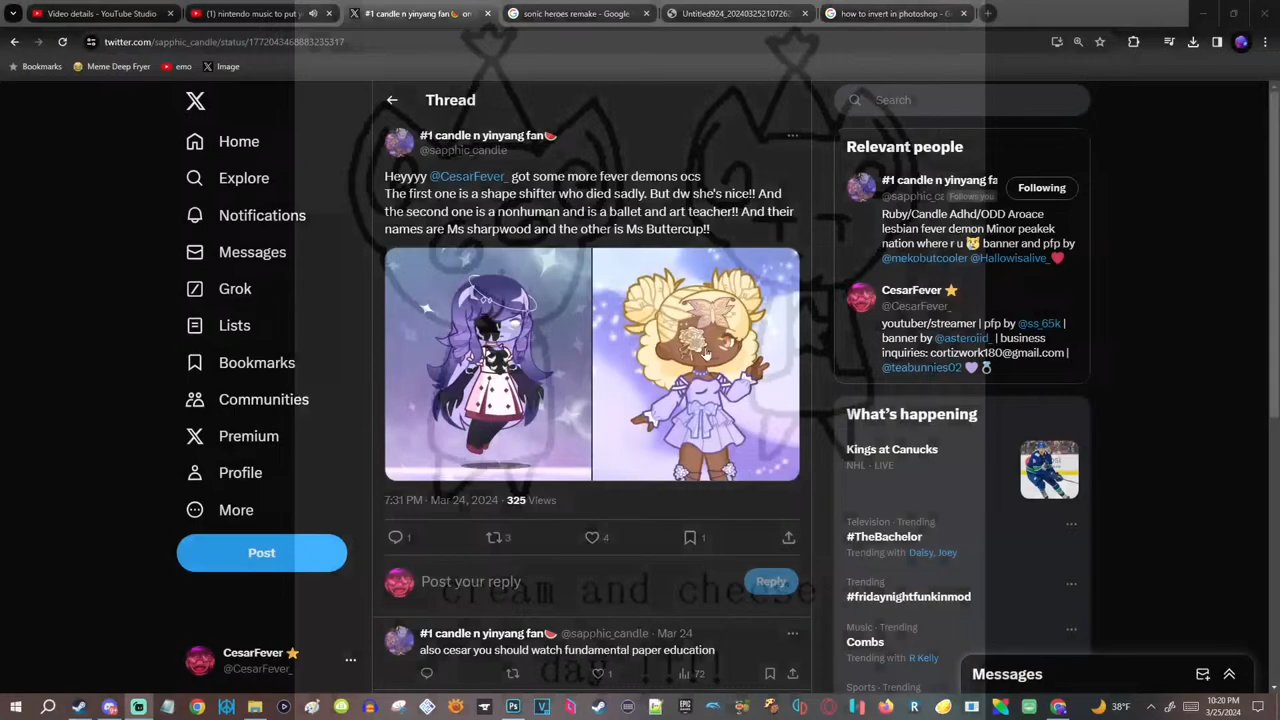 Video details - YouTube Studio
(1) nintendo music to put y
#1 candle n yinyang fan🍉 on
sonic heroes remake - Google
Untitled924_20240325210726
how to invert in photoshop - G
twitter.com/sapphic_candle/status/1772043468883235317
Bookmarks
Meme Deep Fryer
emo
Image
Home
Explore
Notifications
Messages
Grok
Lists
Bookmarks
Communities
Premium
Profile
More
Post
CesarFever ⭐
@CesarFever_
Thread
#1 candle n yinyang fan🍉
@sapphic_candle
Heyyyy @CesarFever_ got some more fever demons ocs
The first one is a shape shifter who died sadly. But dw she's nice!! And
the second one is a nonhuman and is a ballet and art teacher!! And their
names are Ms sharpwood and the other is Ms Buttercup!!
7:31 PM · Mar 24, 2024 · 325 Views
1
3
4
1
Post your reply
Reply
cream and cheese
#1 candle n yinyang fan🍉 @sapphic_candle · Mar 24
also cesar you should watch fundamental paper education
day !!!!
1
72
Search
Relevant people
#1 candle n yinyang fa
@sapphic_ca Follows you
Following
Ruby/Candle Adhd/ODD Aroace
lesbian fever demon Minor peakek
nation where r u 😿 banner and pfp by
@mekobutcooler @Hallowisalive_❤️
CesarFever ⭐
@CesarFever_
youtuber/streamer | pfp by @ss_65k |
banner by @asteroiid_ | business
inquiries: cortizwork180@gmail.com |
@teabunnies02 💜 💍
What's happening
Kings at Canucks
NHL · LIVE
Television · Trending
#TheBachelor
Trending with Daisy, Joey
Trending
#fridaynightfunkinmod
Music · Trending
Combs
Trending with R Kelly
Sports · Trending
Messages
38°F
10:20 PM
3/25/2024